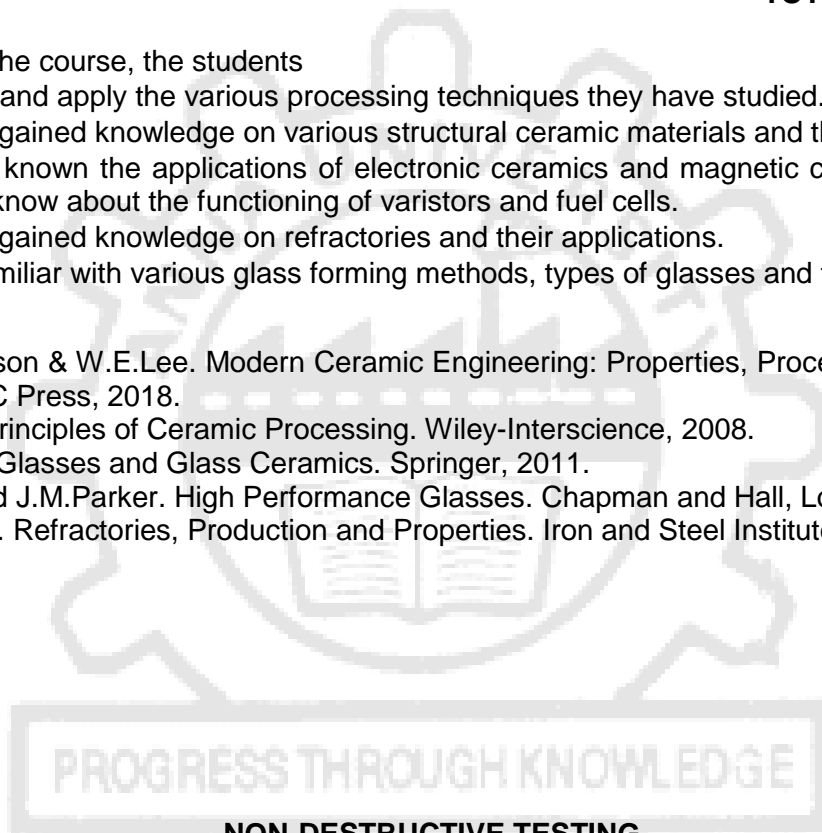 he course, the students
and apply the various processing techniques they have studied.
gained knowledge on various structural ceramic materials and th
known the applications of electronic ceramics and magnetic c
know about the functioning of varistors and fuel cells.
gained knowledge on refractories and their applications.
miliar with various glass forming methods, types of glasses and
son & W.E.Lee. Modern Ceramic Engineering: Properties, Proce
C Press, 2018.
rinciples of Ceramic Processing. Wiley-Interscience, 2008.
Glasses and Glass Ceramics. Springer, 2011.
d J.M.Parker. High Performance Glasses. Chapman and Hall, Lo
. Refractories, Production and Properties. Iron and Steel Institute
PROGRESS THROUGH KNOWLEDGE
NON DESTRUCTIVE TESTING